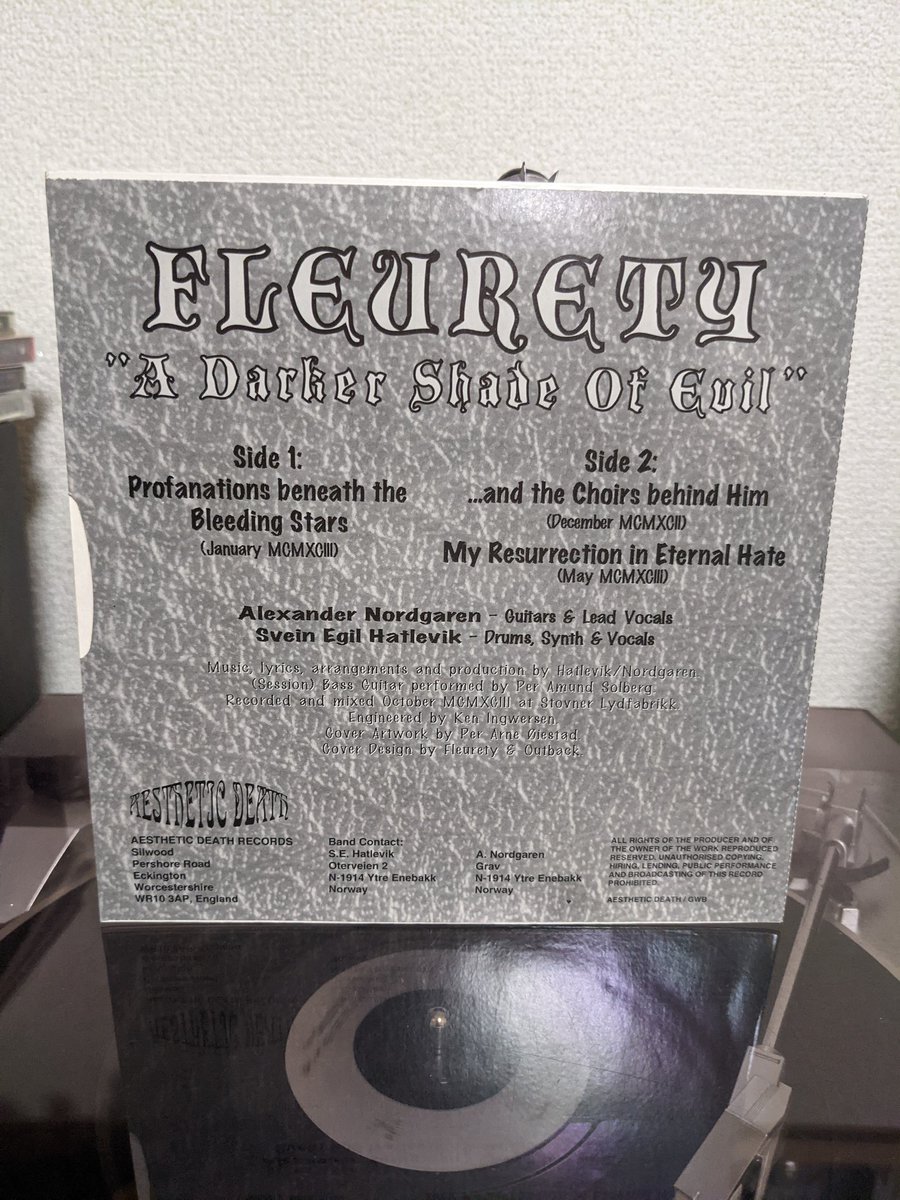 FLEURETY
"A Darker Shade Of Evil"
Side 1:
Profanations beneath the
Bleeding Stars
(January MCMXCIII)
Side 2:
...and the Choirs behind Him
(December MCMXCII)
My Resurrection in Eternal Hate
(May MCMXCIII)
Alexander Nordgaren – Guitars & Lead Vocals
Svein Egil Hatlevik – Drums, Synth & Vocals
Music, lyrics, arrangements and production by Hatlevik/Nordgaren.
(Session) Bass Guitar performed by Per Amund Solberg.
Recorded and mixed October MCMXCIII at Stovner Lydfabrikk.
Engineered by Ken Ingwersen.
Cover Artwork by Per Arne Øiestad.
Cover Design by Fleurety & Outback.
AESTHETIC DEATH
AESTHETIC DEATH RECORDS
Silwood
Pershore Road
Eckington
Worcestershire
WR10 3AP, England
Band Contact:
S.E. Hatlevik
Oterveien 2
N-1914 Ytre Enebakk
Norway
A. Nordgaren
Grav
N-1914 Ytre Enebakk
Norway
ALL RIGHTS OF THE PRODUCER AND OF
THE OWNER OF THE WORK REPRODUCED
RESERVED. UNAUTHORISED COPYING,
HIRING, LENDING, PUBLIC PERFORMANCE
AND BROADCASTING OF THIS RECORD
PROHIBITED.
AESTHETIC DEATH / GWB